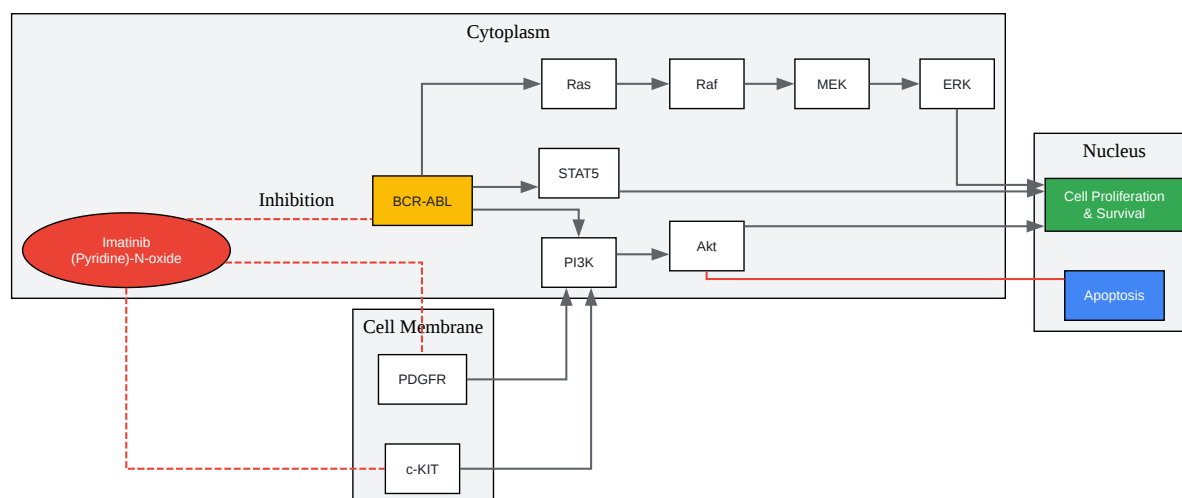 Cytoplasm
Ras
Raf
MEK
ERK
Nucleus
STAT5
Inhibition
BCR-ABL
Cell Proliferation
& Survival
Imatinib
(Pyridine)-N-oxide
Akt
PI3K
Apoptosis
Cell Membrane
PDGFR
c-KIT